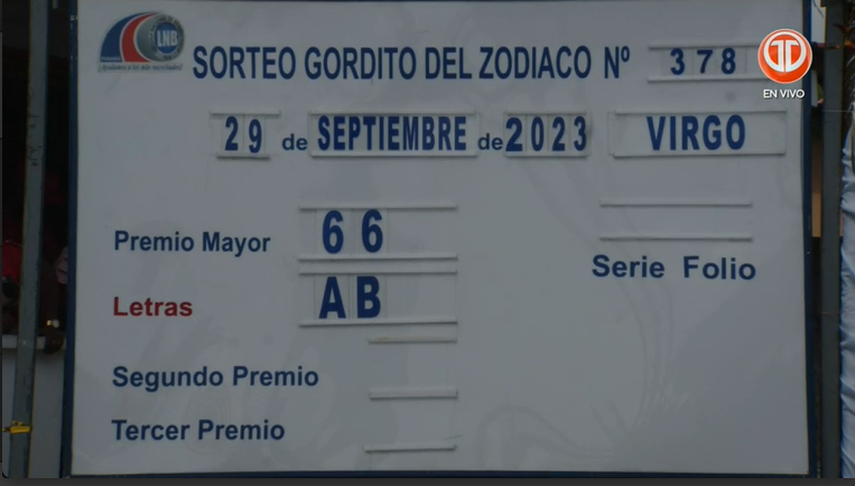 LNB
SORTEO GORDITO DEL ZODIACO Nº 378
EN VIVO
29 de SEPTIEMBRE de 2023 VIRGO
Premio Mayor 66
Serie Folio
Letras AB
Segundo Premio
Tercer Premio